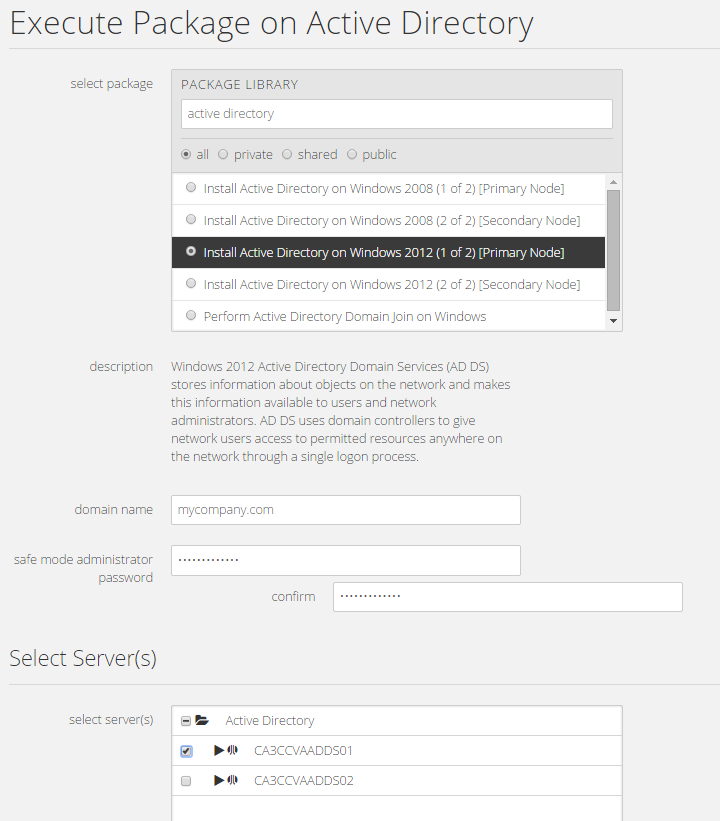 Execute Package on Active Directory
select package
PACKAGE LIBRARY
active directory
all private shared public
Install Active Directory on Windows 2008 (1 of 2) [Primary Node]
Install Active Directory on Windows 2008 (2 of 2) [Secondary Node]
Install Active Directory on Windows 2012 (1 of 2) [Primary Node]
Install Active Directory on Windows 2012 (2 of 2) [Secondary Node]
Perform Active Directory Domain Join on Windows
description
Windows 2012 Active Directory Domain Services (AD DS)
stores information about objects on the network and makes
this information available to users and network
administrators. AD DS uses domain controllers to give
network users access to permitted resources anywhere on
the network through a single logon process.
domain name
mycompany.com
safe mode administrator
password
•••••••••••••
confirm
•••••••••••••
Select Server(s)
select server(s)
Active Directory
CA3CCVAADDS01
CA3CCVAADDS02